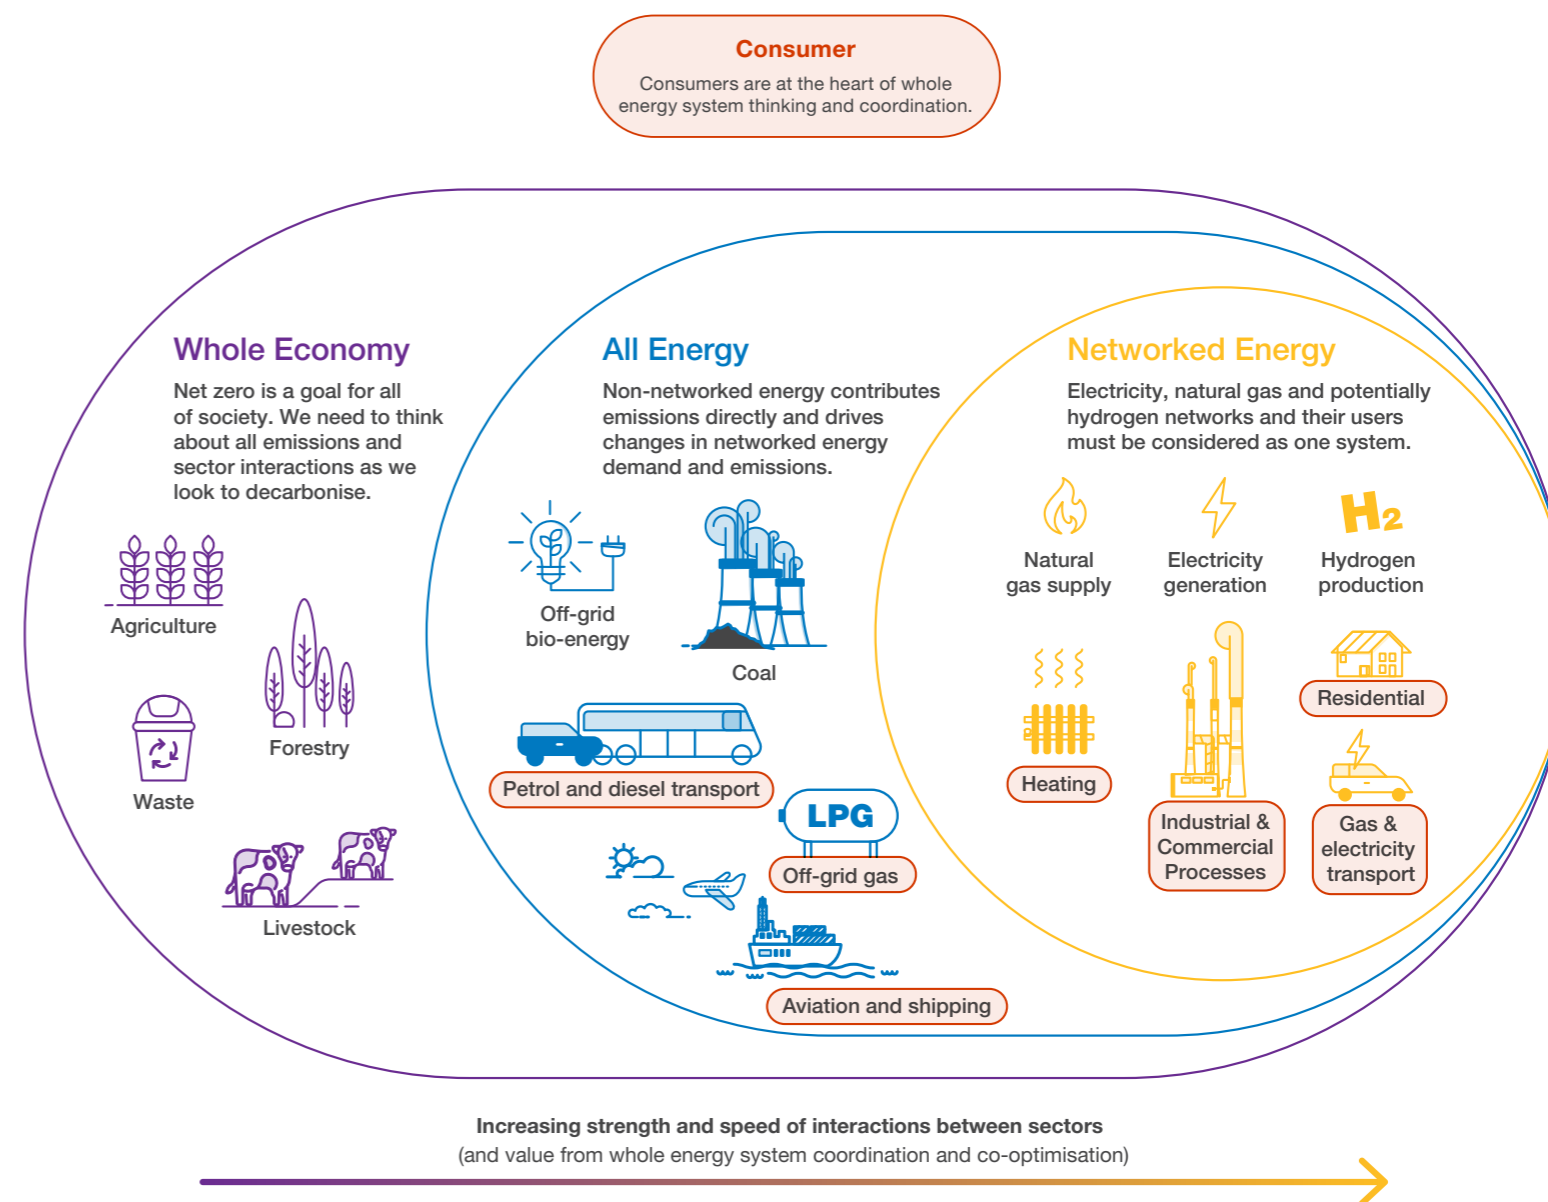 Consumer
Consumers are at the heart of whole
energy system thinking and coordination.
Whole Economy
Net zero is a goal for all
of society. We need to think
about all emissions and
sector interactions as we
look to decarbonise.
Agriculture
Forestry
Waste
Livestock
All Energy
Non-networked energy contributes
emissions directly and drives
changes in networked energy
demand and emissions.
Off-grid
bio-energy
Coal
Petrol and diesel transport
LPG
Off-grid gas
Aviation and shipping
Networked Energy
Electricity, natural gas and potentially
hydrogen networks and their users
must be considered as one system.
Natural
gas supply
Electricity
generation
H2
Hydrogen
production
Heating
Industrial &
Commercial
Processes
Residential
Gas &
electricity
transport
Increasing strength and speed of interactions between sectors
(and value from whole energy system coordination and co-optimisation)